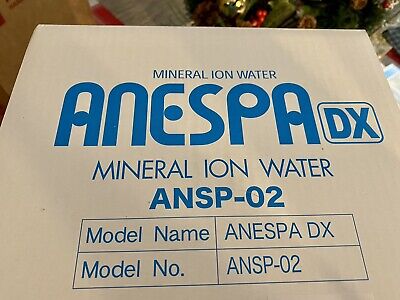 MINERAL ION WATER
ANESPA DX
MINERAL ION WATER
ANSP-02
Model Name ANESPA DX
Model No. ANSP-02